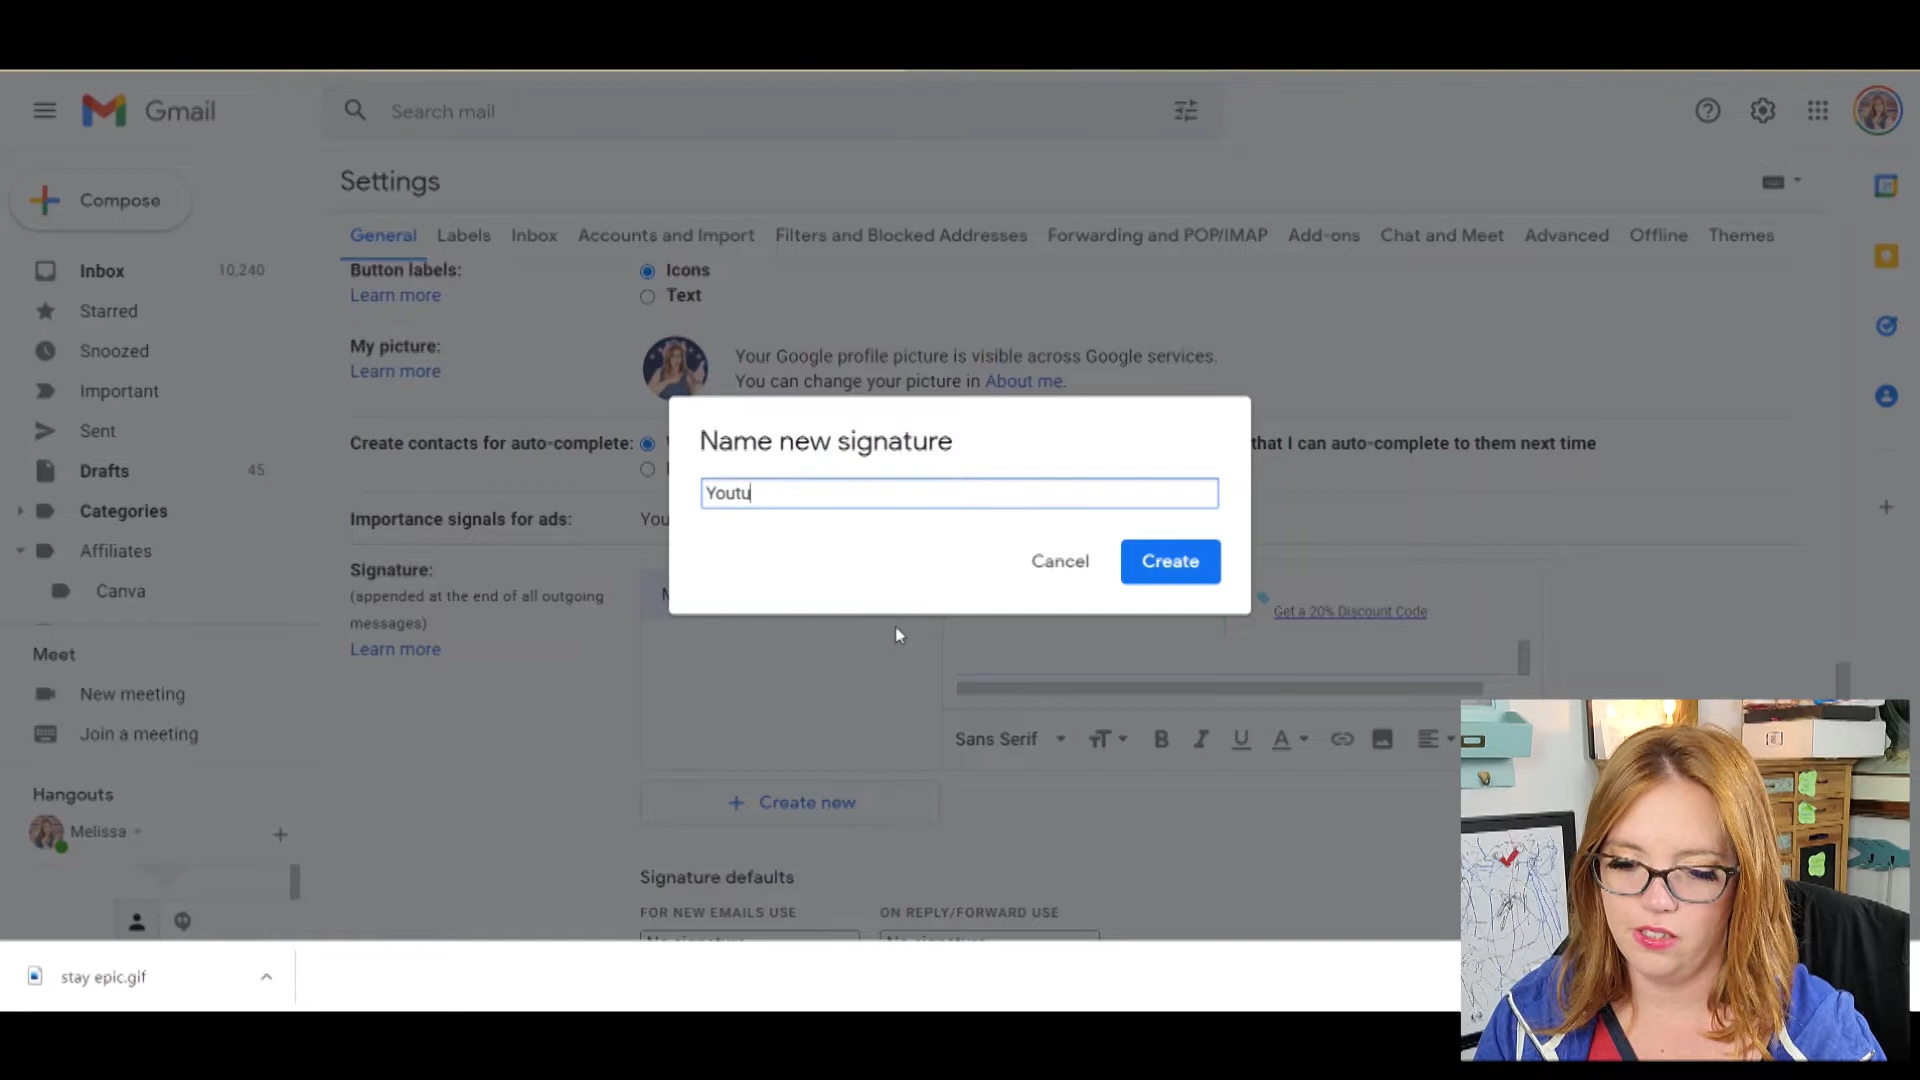 Gmail
Search mail
Compose
Inbox 10,240
Starred
Snoozed
Important
Sent
Drafts 45
Categories
Affiliates
Canva
Meet
New meeting
Join a meeting
Hangouts
Melissa
Settings
General Labels Inbox Accounts and Import Filters and Blocked Addresses Forwarding and POP/IMAP Add-ons Chat and Meet Advanced Offline Themes
Button labels:
Learn more
Icons
Text
My picture:
Learn more
Your Google profile picture is visible across Google services.
You can change your picture in About me.
Create contacts for auto-complete:
that I can auto-complete to them next time
Importance signals for ads:
You
Signature:
(appended at the end of all outgoing
messages)
Learn more
Name new signature
Youtu
Cancel Create
Get a 20% Discount Code
Sans Serif
Create new
Signature defaults
FOR NEW EMAILS USE ON REPLY/FORWARD USE
stay epic.gif